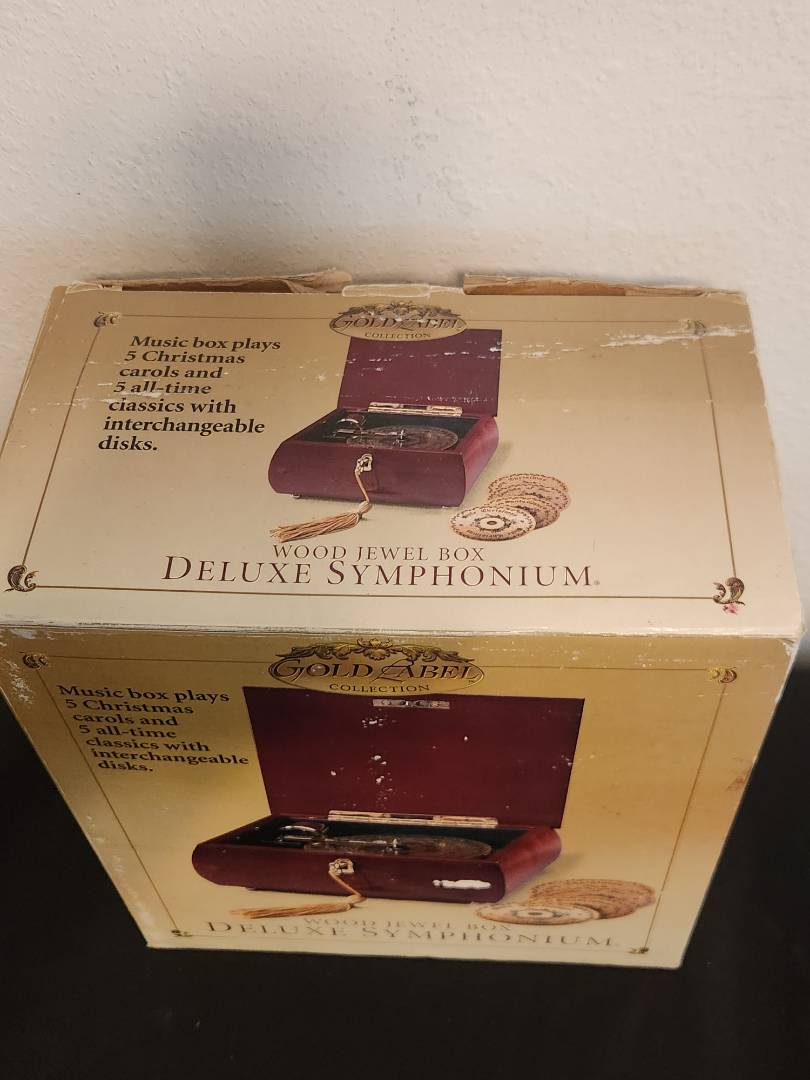 GOLD LABEL
COLLECTION
Music box plays
5 Christmas
carols and
5 all-time
classics with
interchangeable
disks.
WOOD JEWEL BOX
DELUXE SYMPHONIUM®
GOLD LABEL™
COLLECTION
Music box plays
5 Christmas
carols and
5 all-time
classics with
interchangeable
disks.
WOOD JEWEL BOX
DELUXE SYMPHONIUM